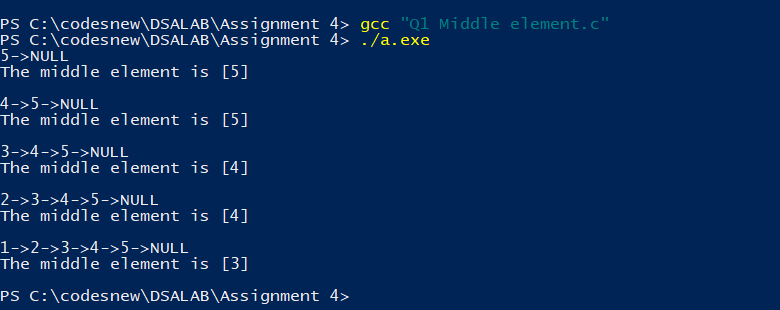 PS C:\codesnew\DSALAB\Assignment 4> gcc "Q1 Middle element.c"
PS C:\codesnew\DSALAB\Assignment 4> ./a.exe
5->NULL
The middle element is [5]
4->5->NULL
The middle element is [5]
3->4->5->NULL
The middle element is [4]
2->3->4->5->NULL
The middle element is [4]
1->2->3->4->5->NULL
The middle element is [3]
PS C:\codesnew\DSALAB\Assignment 4>